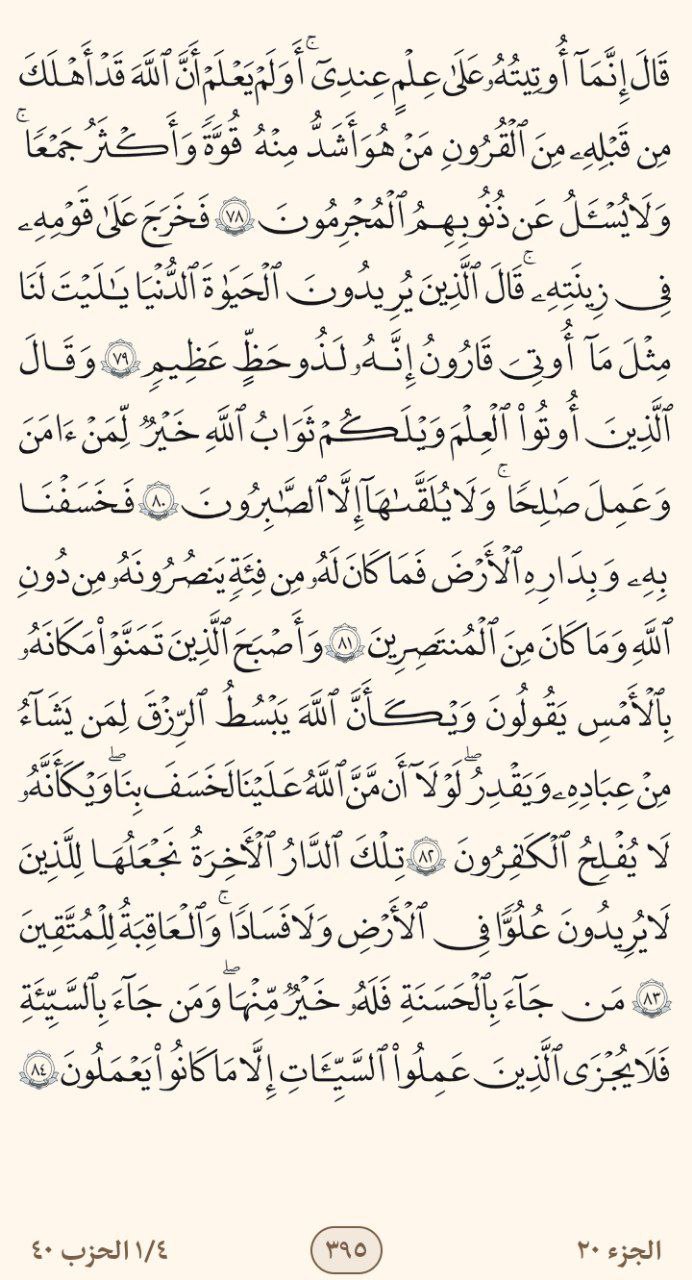 قَالَ إِنَّمَآ أُوتِيتُهُۥ عَلَىٰ عِلْمٍ عِندِىٓ ۚ أَوَلَمْ يَعْلَمْ أَنَّ ٱللَّهَ قَدْ أَهْلَكَ
مِن قَبْلِهِۦ مِنَ ٱلْقُرُونِ مَنْ هُوَ أَشَدُّ مِنْهُ قُوَّةً وَأَكْثَرُ جَمْعًا ۚ
وَلَا يُسْـَٔلُ عَن ذُنُوبِهِمُ ٱلْمُجْرِمُونَ ٧٨ فَخَرَجَ عَلَىٰ قَوْمِهِۦ
فِى زِينَتِهِۦ ۖ قَالَ ٱلَّذِينَ يُرِيدُونَ ٱلْحَيَوٰةَ ٱلدُّنْيَا يَـٰلَيْتَ لَنَا
مِثْلَ مَآ أُوتِىَ قَـٰرُونُ إِنَّهُۥ لَذُو حَظٍّ عَظِيمٍ ٧٩ وَقَالَ
ٱلَّذِينَ أُوتُوا۟ ٱلْعِلْمَ وَيْلَكُمْ ثَوَابُ ٱللَّهِ خَيْرٌ لِّمَنْ ءَامَنَ
وَعَمِلَ صَـٰلِحًا ۚ وَلَا يُلَقَّىٰهَآ إِلَّا ٱلصَّـٰبِرُونَ ٨٠ فَخَسَفْنَا
بِهِۦ وَبِدَارِهِ ٱلْأَرْضَ فَمَا كَانَ لَهُۥ مِن فِئَةٍ يَنصُرُونَهُۥ مِن دُونِ
ٱللَّهِ وَمَا كَانَ مِنَ ٱلْمُنتَصِرِينَ ٨١ وَأَصْبَحَ ٱلَّذِينَ تَمَنَّوْا۟ مَكَانَهُۥ
بِٱلْأَمْسِ يَقُولُونَ وَيْكَأَنَّ ٱللَّهَ يَبْسُطُ ٱلرِّزْقَ لِمَن يَشَآءُ
مِنْ عِبَادِهِۦ وَيَقْدِرُ ۖ لَوْلَآ أَن مَّنَّ ٱللَّهُ عَلَيْنَا لَخَسَفَ بِنَا ۖ وَيْكَأَنَّهُۥ
لَا يُفْلِحُ ٱلْكَـٰفِرُونَ ٨٢ تِلْكَ ٱلدَّارُ ٱلْـَٔاخِرَةُ نَجْعَلُهَا لِلَّذِينَ
لَا يُرِيدُونَ عُلُوًّا فِى ٱلْأَرْضِ وَلَا فَسَادًا ۚ وَٱلْعَـٰقِبَةُ لِلْمُتَّقِينَ
٨٣ مَن جَآءَ بِٱلْحَسَنَةِ فَلَهُۥ خَيْرٌ مِّنْهَا ۖ وَمَن جَآءَ بِٱلسَّيِّئَةِ
فَلَا يُجْزَى ٱلَّذِينَ عَمِلُوا۟ ٱلسَّيِّـَٔاتِ إِلَّا مَا كَانُوا۟ يَعْمَلُونَ ٨٤
الجزء ٢٠ ٣٩٥ ١/٤ الحزب ٤٠